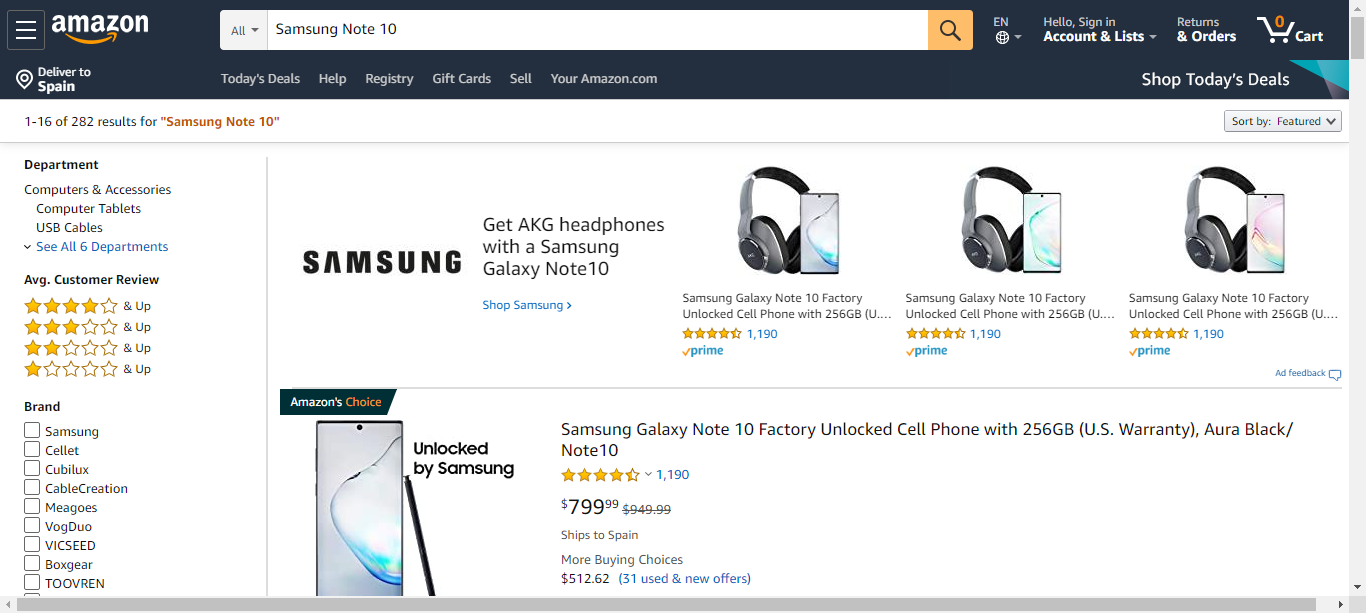 amazon
All
Samsung Note 10
EN
Hello, Sign in
Account & Lists
Returns
& Orders
0
Cart
Deliver to
Spain
Today's Deals
Help
Registry
Gift Cards
Sell
Your Amazon.com
Shop Today's Deals
1-16 of 282 results for "Samsung Note 10"
Sort by: Featured
Department
Computers & Accessories
Computer Tablets
USB Cables
See All 6 Departments
Avg. Customer Review
& Up
& Up
& Up
& Up
Brand
Samsung
Cellet
Cubilux
CableCreation
Meagoes
VogDuo
VICSEED
Boxgear
TOOVREN
SAMSUNG
Get AKG headphones
with a Samsung
Galaxy Note10
Shop Samsung ›
Samsung Galaxy Note 10 Factory
Unlocked Cell Phone with 256GB (U.…
1,190
prime
Samsung Galaxy Note 10 Factory
Unlocked Cell Phone with 256GB (U.S.…
1,190
prime
Samsung Galaxy Note 10 Factory
Unlocked Cell Phone with 256GB (U.S.…
1,190
prime
Ad feedback
Amazon's Choice
Unlocked
by Samsung
Samsung Galaxy Note 10 Factory Unlocked Cell Phone with 256GB (U.S. Warranty), Aura Black/
Note10
1,190
$799.99 $949.99
Ships to Spain
More Buying Choices
$512.62 (31 used & new offers)